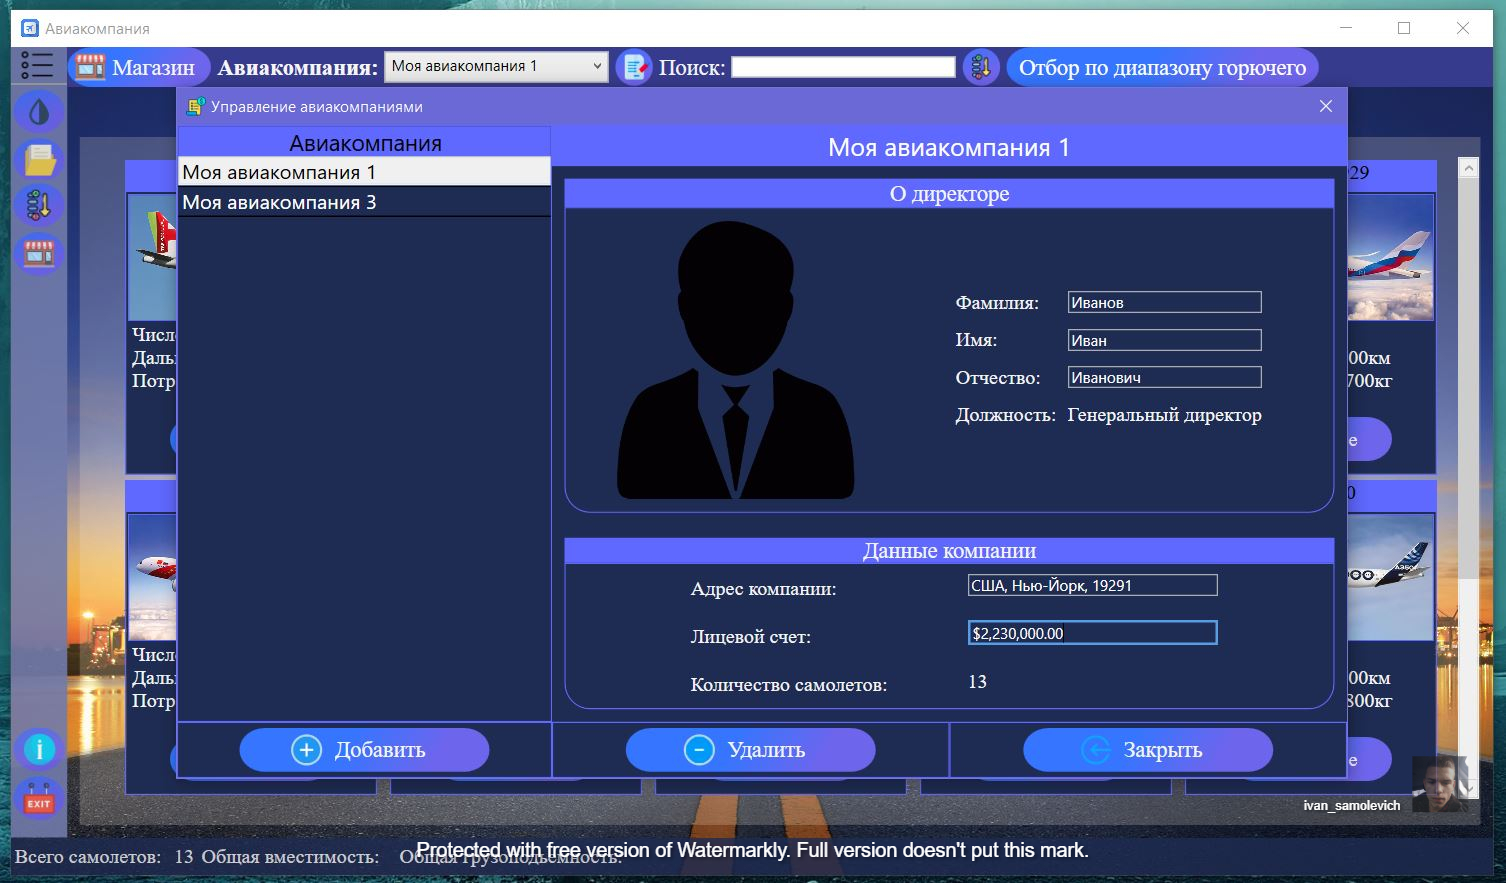 Авиакомпания
Магазин
Авиакомпания:
Моя авиакомпания 1
Поиск:
Отбор по диапазону горючего
Управление авиакомпаниями
Авиакомпания
Моя авиакомпания 1
Моя авиакомпания 3
Моя авиакомпания 1
О директоре
Фамилия: Иванов
Имя: Иван
Отчество: Иванович
Должность: Генеральный директор
Данные компании
Адрес компании: США, Нью-Йорк, 19291
Лицевой счет: $2,230,000.00
Количество самолетов: 13
Добавить
Удалить
Закрыть
29
Число
Даль
Потр
00км
700кг
е
0
A350
Число
Даль
Потр
00км
800кг
е
EXIT
ivan_samolevich
Всего самолетов: 13 Общая вместимость: Общая грузоподъемность:
Protected with free version of Watermarkly. Full version doesn't put this mark.